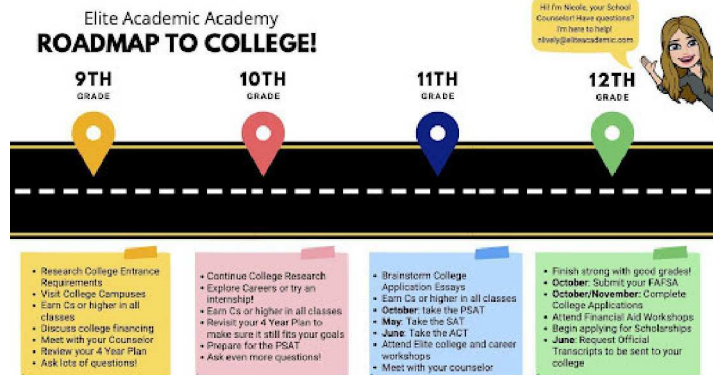 Elite Academic Academy
ROADMAP TO COLLEGE!
Hi! I'm Nicole, your School
Counselor! Have questions?
I'm here to help!
nlively@eliteacademic.com
9TH
GRADE
10TH
GRADE
11TH
GRADE
12TH
GRADE
• Research College Entrance
Requirements
• Visit College Campuses
• Earn Cs or higher in all
classes
• Discuss college financing
• Meet with your Counselor
• Review your 4 Year Plan
• Ask lots of questions!
• Continue College Research
• Explore Careers or try an
internship!
• Earn Cs or higher in all classes
• Revisit your 4 Year Plan to
make sure it still fits your goals
• Prepare for the PSAT
• Ask even more questions!
• Brainstorm College
Application Essays
• Earn Cs or higher in all classes
• October: take the PSAT
• May: Take the SAT
• June: Take the ACT
• Attend Elite college and career
workshops
• Meet with your counselor
• Finish strong with good grades!
• October: Submit your FAFSA
• October/November: Complete
College Applications
• Attend Financial Aid Workshops
• Begin applying for Scholarships
• June: Request Official
Transcripts to be sent to your
college